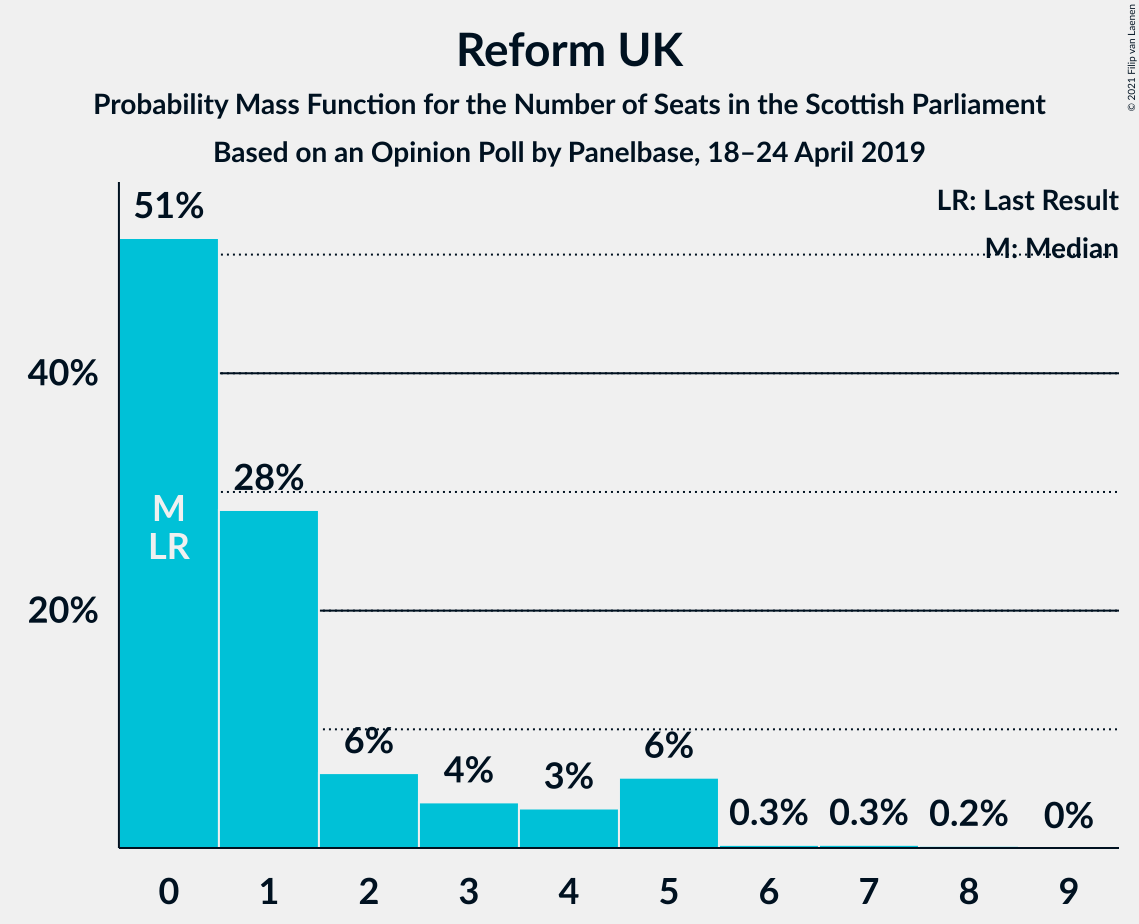 Reform UK
Probability Mass Function for the Number of Seats in the Scottish Parliament
Based on an Opinion Poll by Panelbase, 18–24 April 2019
© 2021 Filip van Laenen
LR: Last Result
M: Median
51%
40%
28%
M
LR
20%
6%
4%
3%
6%
0.3%
0.3%
0.2%
0%
0 1 2 3 4 5 6 7 8 9